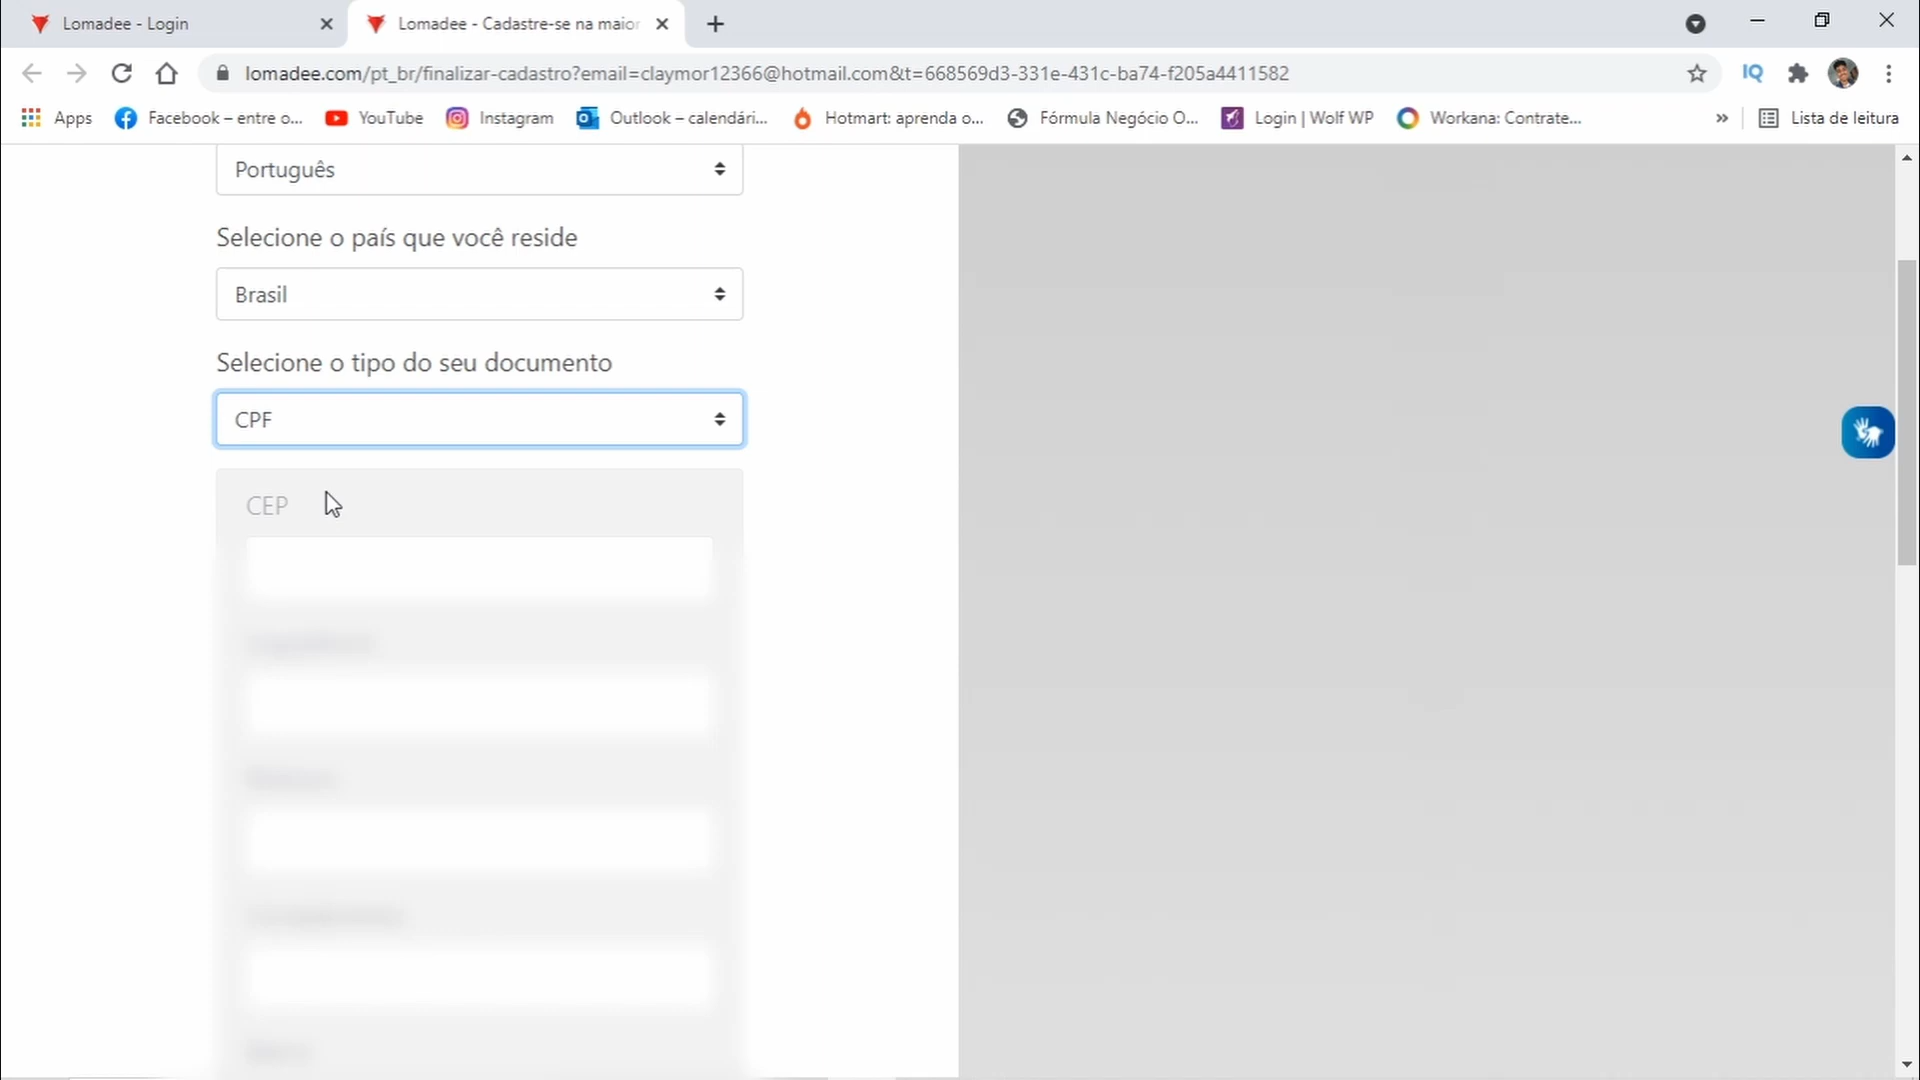 Lomadee - Login
Lomadee - Cadastre-se na maior
lomadee.com/pt_br/finalizar-cadastro?email=claymor12366@hotmail.com&t=668569d3-331e-431c-ba74-f205a4411582
IQ
Apps
Facebook – entre o...
YouTube
Instagram
Outlook – calendári...
Hotmart: aprenda o...
Fórmula Negócio O...
Login | Wolf WP
Workana: Contrate...
»
Lista de leitura
Português
Selecione o país que você reside
Brasil
Selecione o tipo do seu documento
CPF
CEP